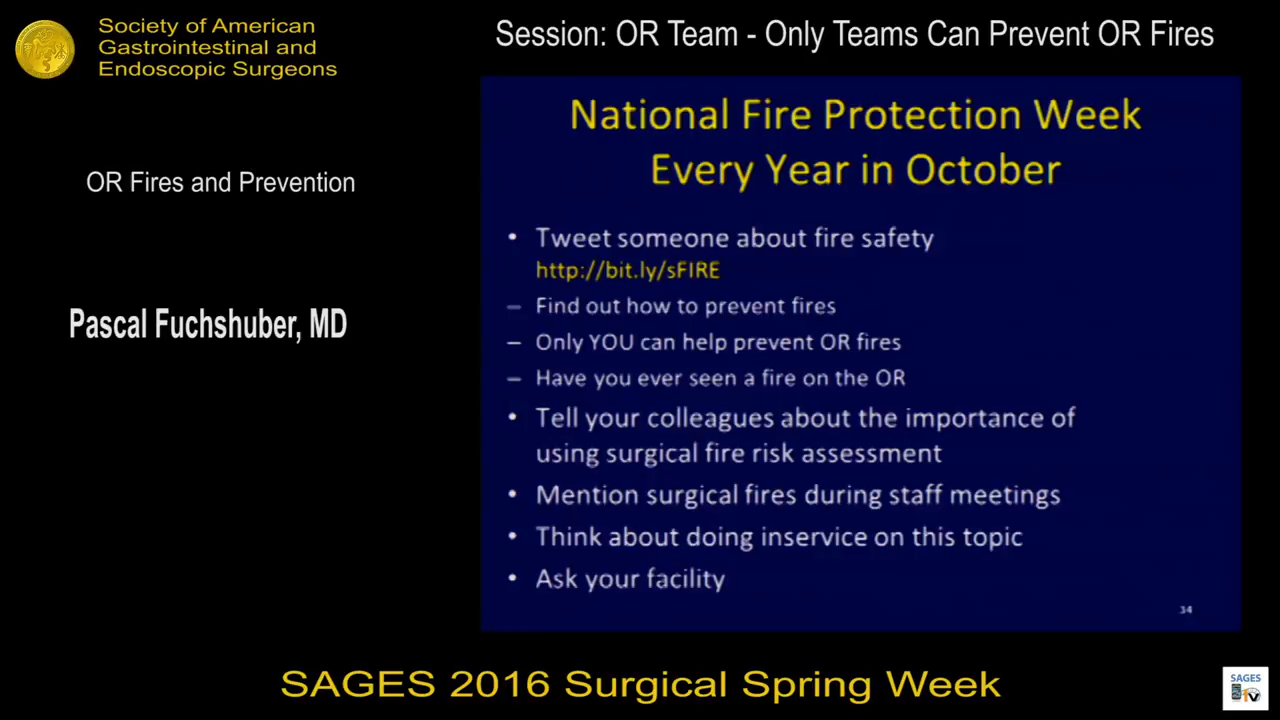 Society of American
Gastrointestinal and
Endoscopic Surgeons
Session: OR Team - Only Teams Can Prevent OR Fires
OR Fires and Prevention
Pascal Fuchshuber, MD
National Fire Protection Week
Every Year in October
• Tweet someone about fire safety
http://bit.ly/sFIRE
– Find out how to prevent fires
– Only YOU can help prevent OR fires
– Have you ever seen a fire on the OR
• Tell your colleagues about the importance of
using surgical fire risk assessment
• Mention surgical fires during staff meetings
• Think about doing inservice on this topic
• Ask your facility
34
SAGES 2016 Surgical Spring Week
SAGES
TV